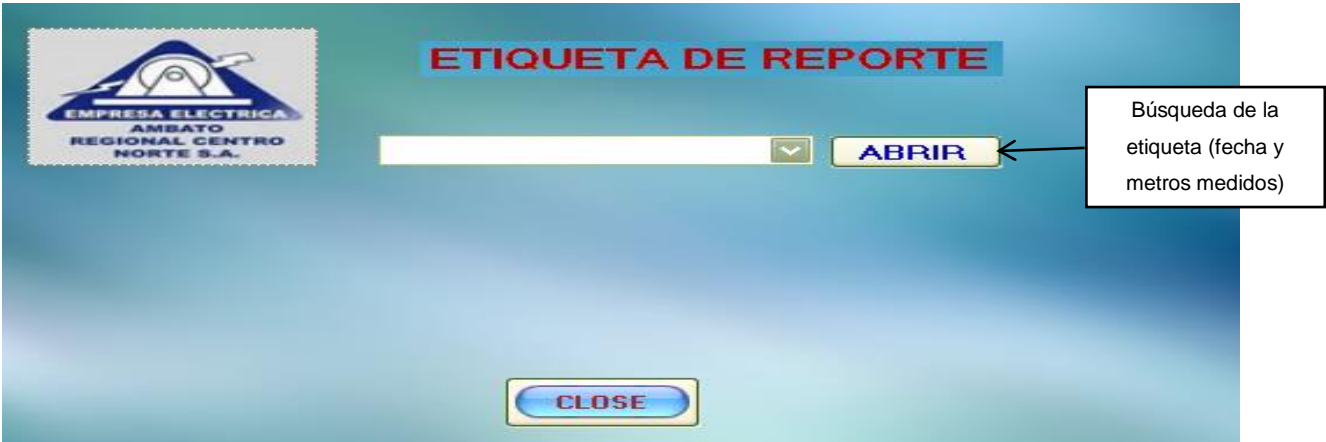 ETIQUETA DE REPORTE
EMPRESA ELECTRICA
AMBATO
REGIONAL CENTRO
NORTE S.A.
ABRIR
Búsqueda de la
etiqueta (fecha y
metros medidos)
CLOSE